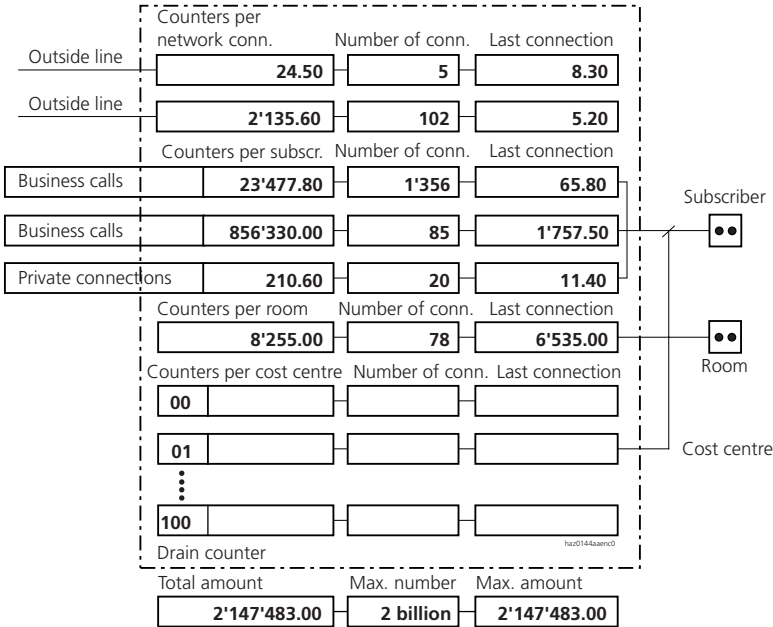 Counters per
network conn. Number of conn. Last connection
Outside line 24.50 5 8.30
Outside line 2'135.60 102 5.20
Counters per subscr. Number of conn. Last connection
Business calls 23'477.80 1'356 65.80
Subscriber
Business calls 856'330.00 85 1'757.50
Private connections 210.60 20 11.40
Counters per room Number of conn. Last connection
8'255.00 78 6'535.00
Room
Counters per cost centre Number of conn. Last connection
00
01 Cost centre
100
haz0144aaenc0
Drain counter
Total amount Max. number Max. amount
2'147'483.00 2 billion 2'147'483.00